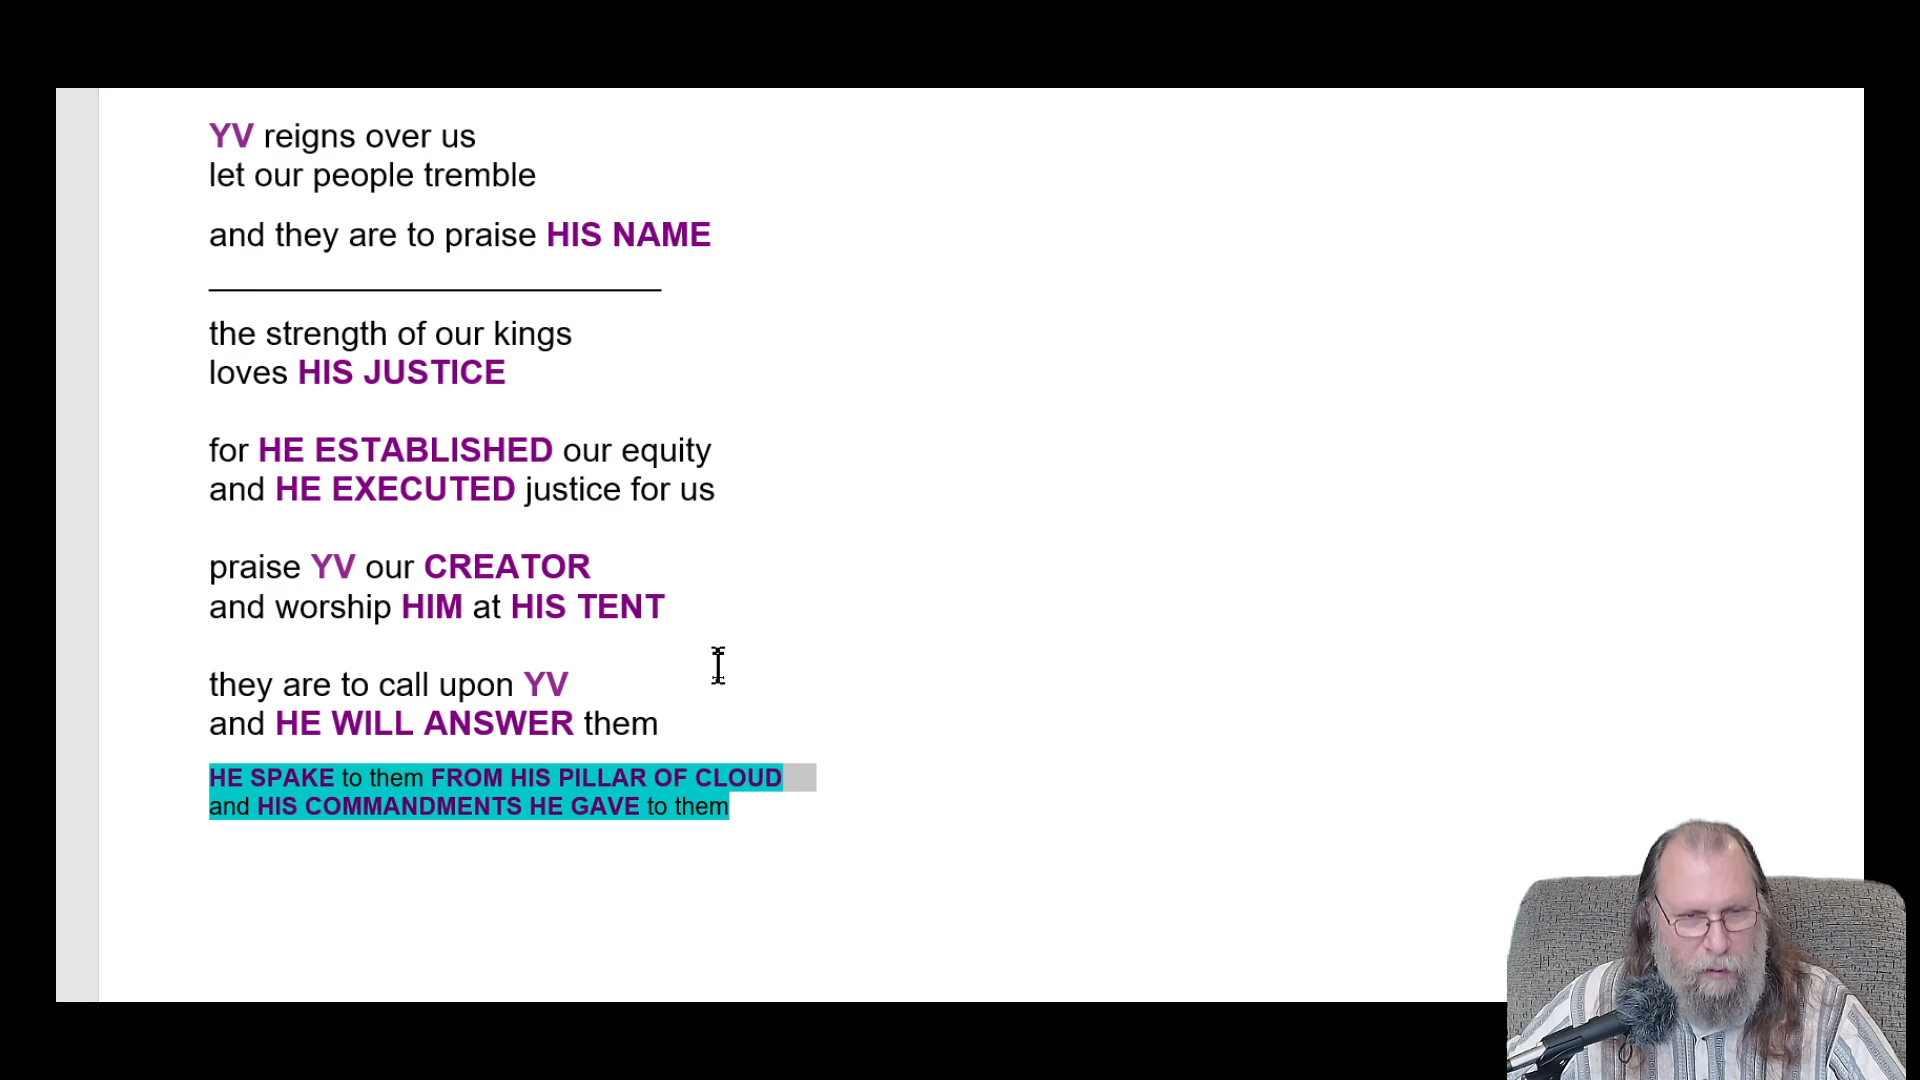 YV reigns over us
let our people tremble
and they are to praise HIS NAME
the strength of our kings
loves HIS JUSTICE
for HE ESTABLISHED our equity
and HE EXECUTED justice for us
praise YV our CREATOR
and worship HIM at HIS TENT
they are to call upon YV
and HE WILL ANSWER them
HE SPAKE to them FROM HIS PILLAR OF CLOUD
and HIS COMMANDMENTS HE GAVE to them